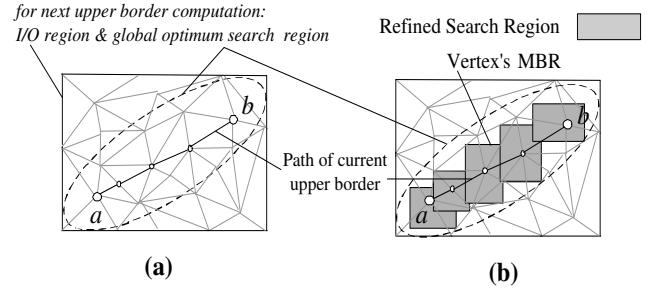 for next upper border computation:
I/O region & global optimum search region
Refined Search Region
Vertex's MBR
b
b
Path of current
upper border
a
a
(a)
(b)